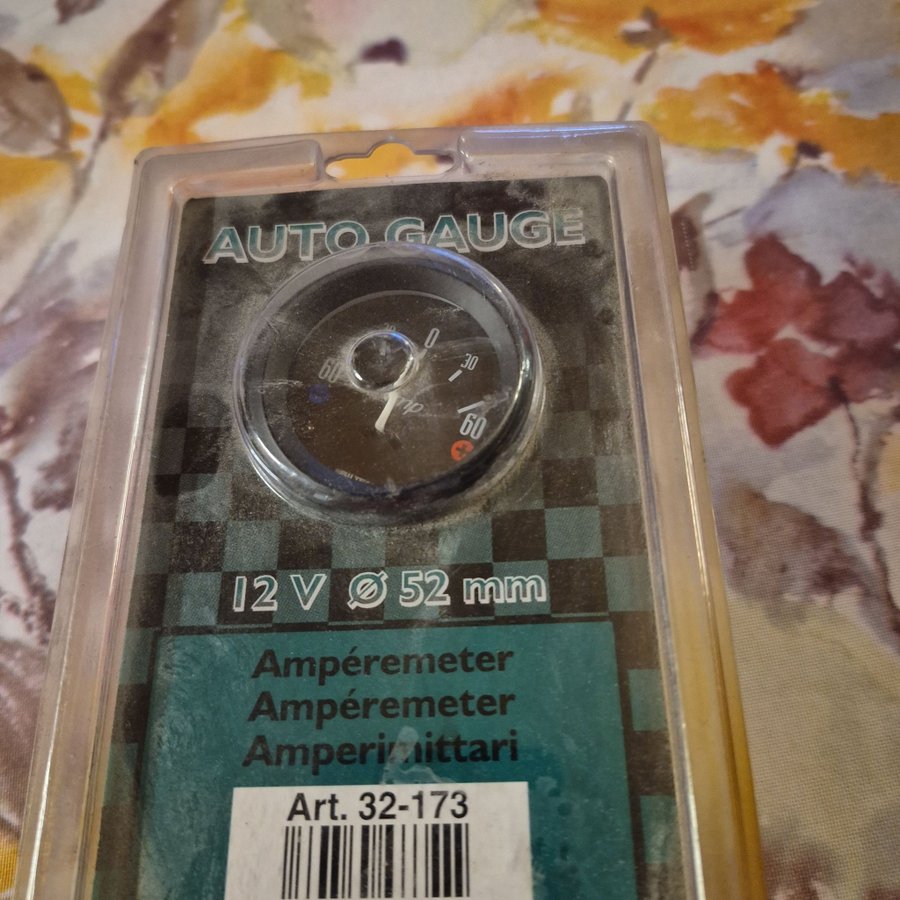 AUTO GAUGE
60
0
30
60
12 V Ø 52 mm
Ampéremeter
Ampéremeter
Amperimittari
Art. 32-173